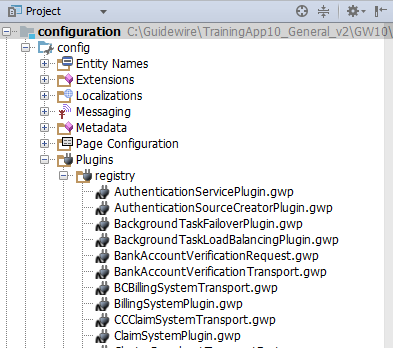 Project
configuration C:\Guidewire\TrainingApp10_General_v2\GW10\
config
Entity Names
Extensions
Localizations
Messaging
Metadata
Page Configuration
Plugins
registry
AuthenticationServicePlugin.gwp
AuthenticationSourceCreatorPlugin.gwp
BackgroundTaskFailoverPlugin.gwp
BackgroundTaskLoadBalancingPlugin.gwp
BankAccountVerificationRequest.gwp
BankAccountVerificationTransport.gwp
BCBillingSystemTransport.gwp
BillingSystemPlugin.gwp
CCClaimSystemTransport.gwp
ClaimSystemPlugin.gwp